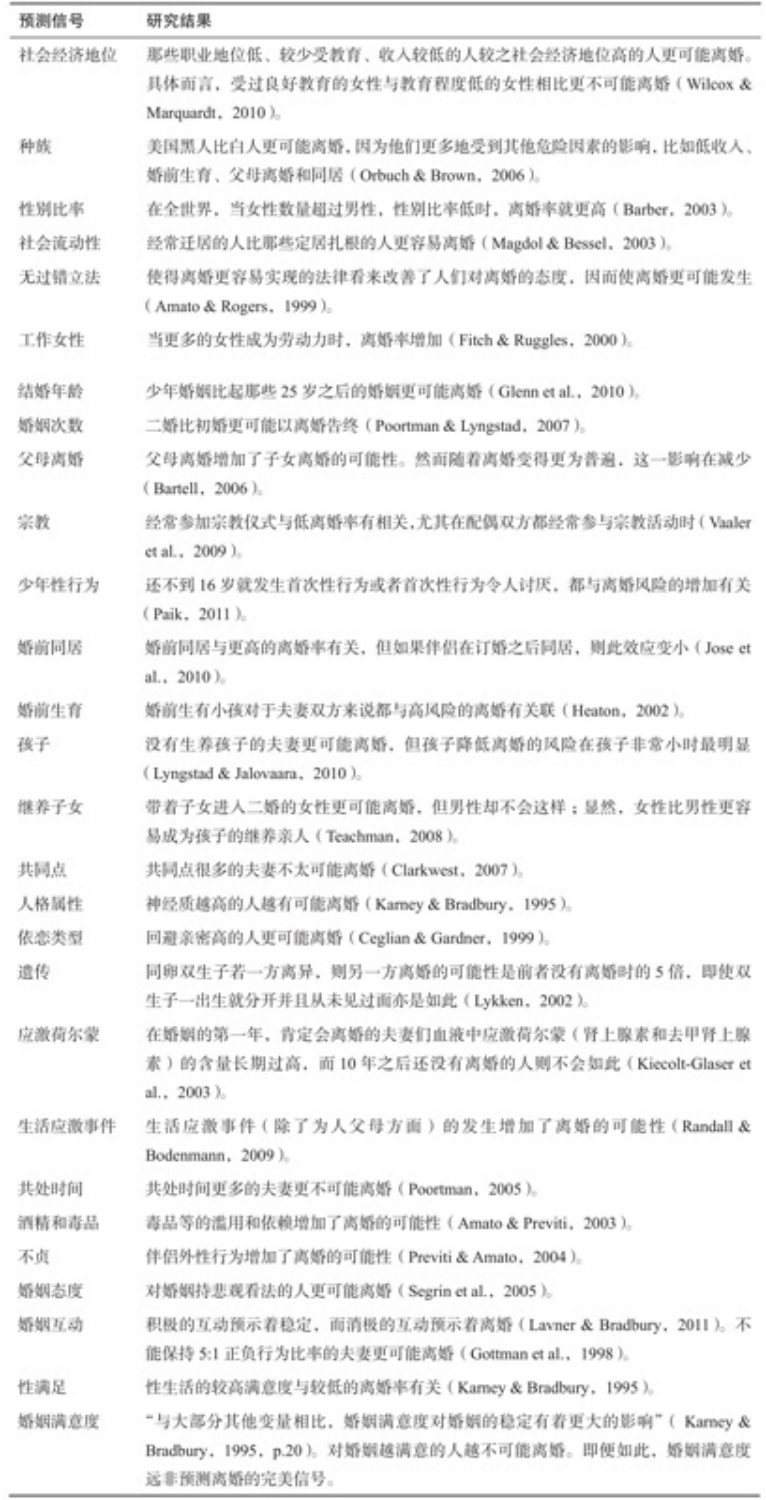 预测信号 研究结果
社会经济地位 那些职业地位低、较少受教育、收入较低的人较之社会经济地位高的人更可能离婚。
具体而言，受过良好教育的女性与教育程度低的女性相比更不可能离婚（Wilcox &
Marquardt，2010）。
种族 美国黑人比白人更可能离婚，因为他们更多地受到其他危险因素的影响，比如低收入、
婚前生育、父母离婚和同居（Orbuch & Brown，2006）。
性别比率 在全世界，当女性数量超过男性，性别比率低时，离婚率就更高（Barber，2003）。
社会流动性 经常迁居的人比那些定居扎根的人更容易离婚（Magdol & Bessel，2003）。
无过错立法 使得离婚更容易实现的法律看来改善了人们对离婚的态度，因而使离婚更可能发生
（Amato & Rogers，1999）。
工作女性 当更多的女性成为劳动力时，离婚率增加（Fitch & Ruggles，2000）。
结婚年龄 少年婚姻比起那些 25 岁之后的婚姻更可能离婚（Glenn et al.，2010）。
婚姻次数 二婚比初婚更可能以离婚告终（Poortman & Lyngstad，2007）。
父母离婚 父母离婚增加了子女离婚的可能性。然而随着离婚变得更为普遍，这一影响在减少
（Bartell，2006）。
宗教 经常参加宗教仪式与低离婚率有相关，尤其在配偶双方都经常参与宗教活动时（Vaaler
et al.，2009）。
少年性行为 还不到 16 岁就发生首次性行为或者首次性行为令人讨厌，都与离婚风险的增加有关
（Paik，2011）。
婚前同居 婚前同居与更高的离婚率有关，但如果伴侣在订婚之后同居，则此效应变小（Jose et
al.，2010）。
婚前生育 婚前生有小孩对于夫妻双方来说都与高风险的离婚有关联（Heaton，2002）。
孩子 没有生养孩子的夫妻更可能离婚，但孩子降低离婚的风险在孩子非常小时最明显
（Lyngstad & Jalovaara，2010）。
继养子女 带着子女进入二婚的女性更可能离婚，但男性却不会这样；显然，女性比男性更容
易成为孩子的继养亲人（Teachman，2008）。
共同点 共同点很多的夫妻不太可能离婚（Clarkwest，2007）。
人格属性 神经质越高的人越有可能离婚（Karney & Bradbury，1995）。
依恋类型 回避亲密高的人更可能离婚（Ceglian & Gardner，1999）。
遗传 同卵双生子若一方离异，则另一方离婚的可能性是前者没有离婚时的 5 倍，即使双
生子一出生就分开并且从未见过面亦是如此（Lykken，2002）。
应激荷尔蒙 在婚姻的第一年，肯定会离婚的夫妻们血液中应激荷尔蒙（肾上腺素和去甲肾上腺
素）的含量长期过高，而 10 年之后还没有离婚的人则不会如此（Kiecolt-Glaser et
al.，2003）。
生活应激事件 生活应激事件（除了为人父母方面）的发生增加了离婚的可能性（Randall &
Bodenmann，2009）。
共处时间 共处时间更多的夫妻更不可能离婚（Poortman，2005）。
酒精和毒品 毒品等的滥用和依赖增加了离婚的可能性（Amato & Previti，2003）。
不贞 伴侣外性行为增加了离婚的可能性（Previti & Amato，2004）。
婚姻态度 对婚姻持悲观看法的人更可能离婚（Segrin et al.，2005）。
婚姻互动 积极的互动预示着稳定，而消极的互动预示着离婚（Lavner & Bradbury，2011）。不
能保持 5:1 正负行为比率的夫妻更可能离婚（Gottman et al.，1998）。
性满足 性生活的较高满意度与较低的离婚率有关（Karney & Bradbury，1995）。
婚姻满意度 “与大部分其他变量相比，婚姻满意度对婚姻的稳定有着更大的影响”（ Karney &
Bradbury，1995，p.20）。对婚姻越满意的人越不可能离婚。即便如此，婚姻满意度
远非预测离婚的完美信号。